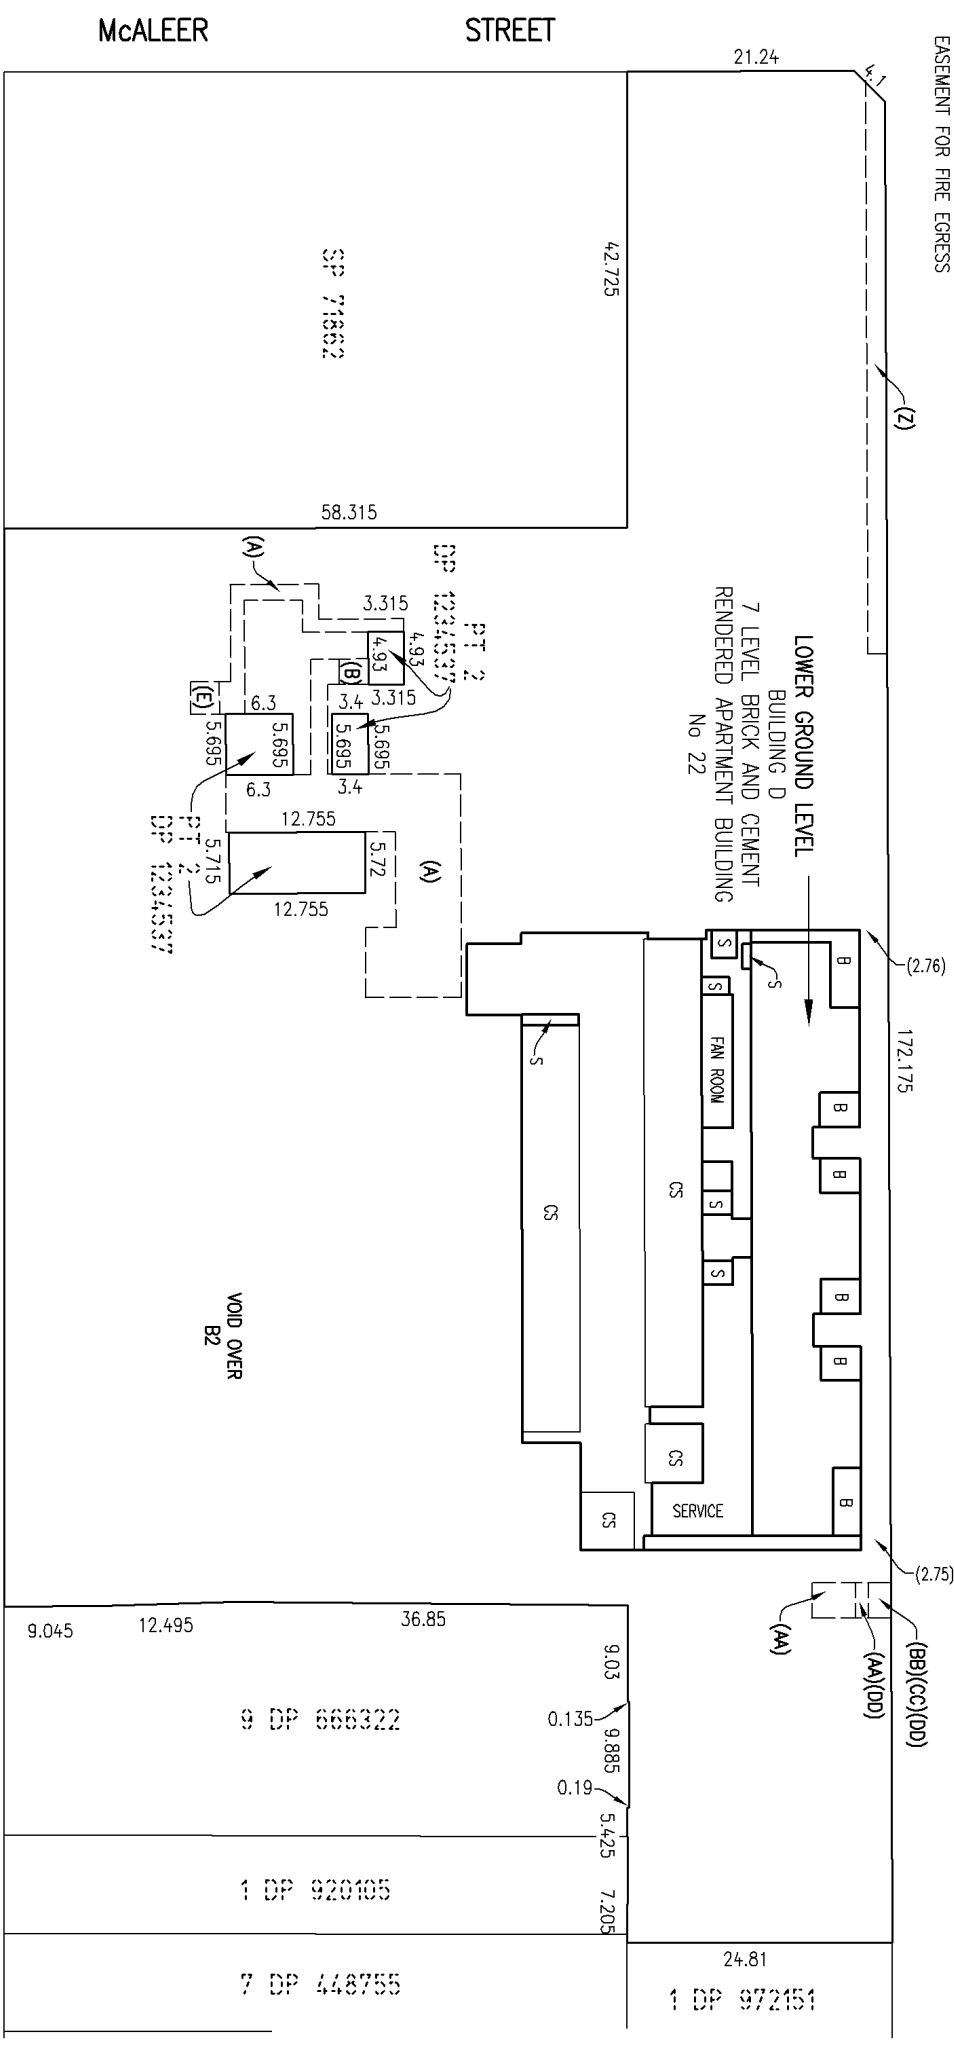 McALEER STREET
EASEMENT FOR FIRE EGRESS
21.24
4.1
42.725
SP 71862
(Z)
58.315
(A)
3.315
4.93
4.93
3.315
(B)
(E)
PT 2
DP 1234537
6.3
5.695
5.695
6.3
3.4
5.695
5.695
3.4
12.755
5.715
5.72
12.755
PT 2
DP 1234537
(A)
LOWER GROUND LEVEL
BUILDING D
7 LEVEL BRICK AND CEMENT
RENDERED APARTMENT BUILDING
No 22
(2.76)
172.175
B
S
S
S
FAN ROOM
S
CS
CS
B
B
S
S
B
B
VOID OVER
B2
CS
SERVICE
B
CS
(2.75)
(AA)
(AA)(DD)
(BB)(CC)(DD)
9.045
12.495
36.85
9.03
0.135
9.885
0.19
5.425
7.205
9 DP 666322
1 DP 920105
7 DP 448755
24.81
1 DP 972151